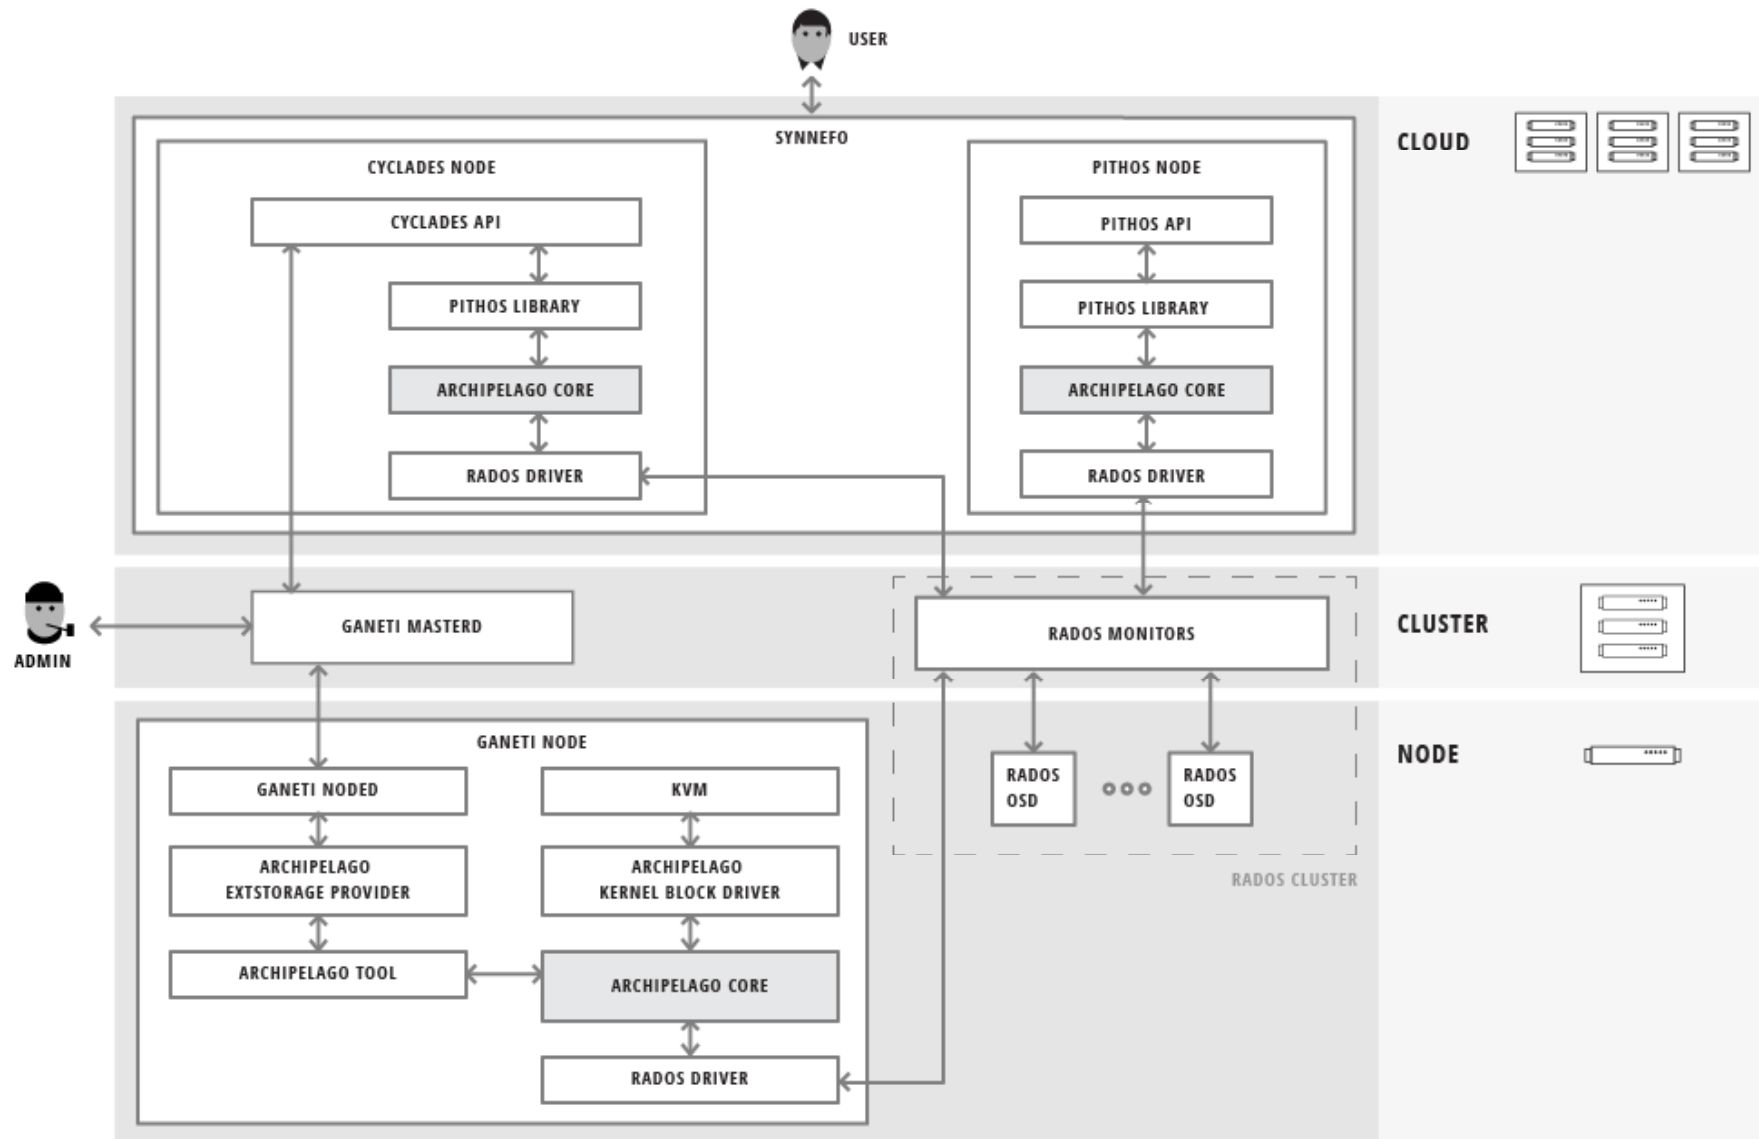 USER
SYNNEFO
CLOUD
CYCLADES NODE
CYCLADES API
PITHOS LIBRARY
ARCHIPELAGO CORE
RADOS DRIVER
PITHOS NODE
PITHOS API
PITHOS LIBRARY
ARCHIPELAGO CORE
RADOS DRIVER
ADMIN
GANETI MASTERD
RADOS MONITORS
CLUSTER
GANETI NODE
GANETI NODED
ARCHIPELAGO
EXTSTORAGE PROVIDER
ARCHIPELAGO TOOL
KVM
ARCHIPELAGO
KERNEL BLOCK DRIVER
ARCHIPELAGO CORE
RADOS DRIVER
RADOS
OSD
RADOS
OSD
RADOS CLUSTER
NODE